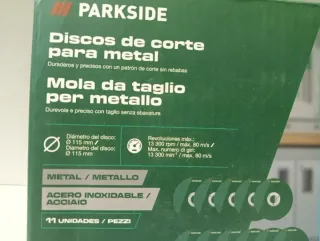 PARKSIDE
Discos de corte
para metal
Duraderos y precisos con un patrón de corte sin rebabas
Mola da taglio
per metallo
Durevole e preciso con taglio senza sbavature
Diámetro del disco:
Ø 115 mm
Diametro del disco:
Ø 115 mm
Revoluciones máx.:
13 300 rpm / máx. 80 m/s
Max. numero di giri:
13 300 min⁻¹ / max. 80 m/s
METAL / METALLO
ACERO INOXIDABLE /
ACCIAIO
11 UNIDADES / PEZZI